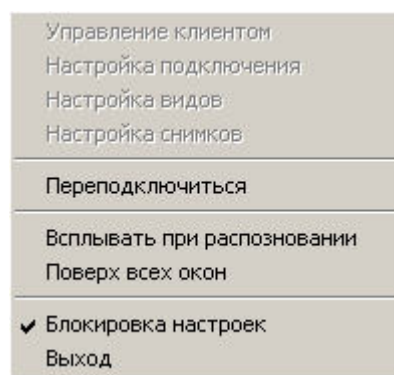 Управление клиентом
Настройка подключения
Настройка видов
Настройка снимков
Переподключиться
Всплывать при распозновании
Поверх всех окон
Блокировка настроек
Выход